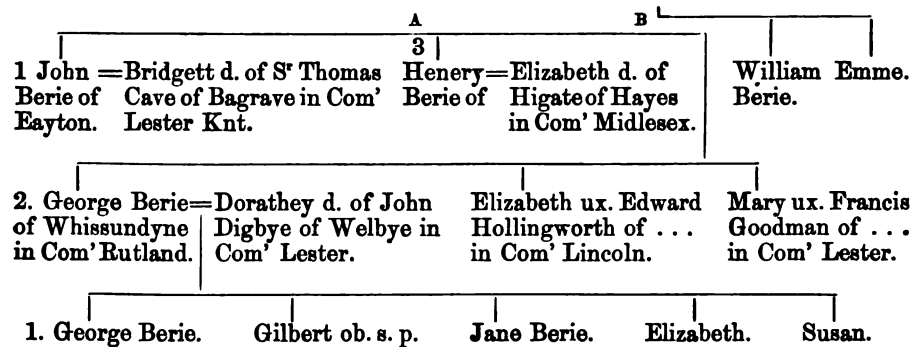 A B
3
1 John = Bridgett d. of Sʳ Thomas Henery = Elizabeth d. of William Emme.
Berie of Cave of Bagrave in Com' Berie of Higate of Hayes Berie.
Eayton. Lester Knt. in Com' Midlesex.
2. George Berie = Dorathey d. of John Elizabeth ux. Edward Mary ux. Francis
of Whissundyne Digbye of Welbye in Hollingworth of . . . Goodman of . . .
in Com' Rutland. Com' Lester. in Com' Lincoln. in Com' Lester.
1. George Berie. Gilbert ob. s. p. Jane Berie. Elizabeth. Susan.